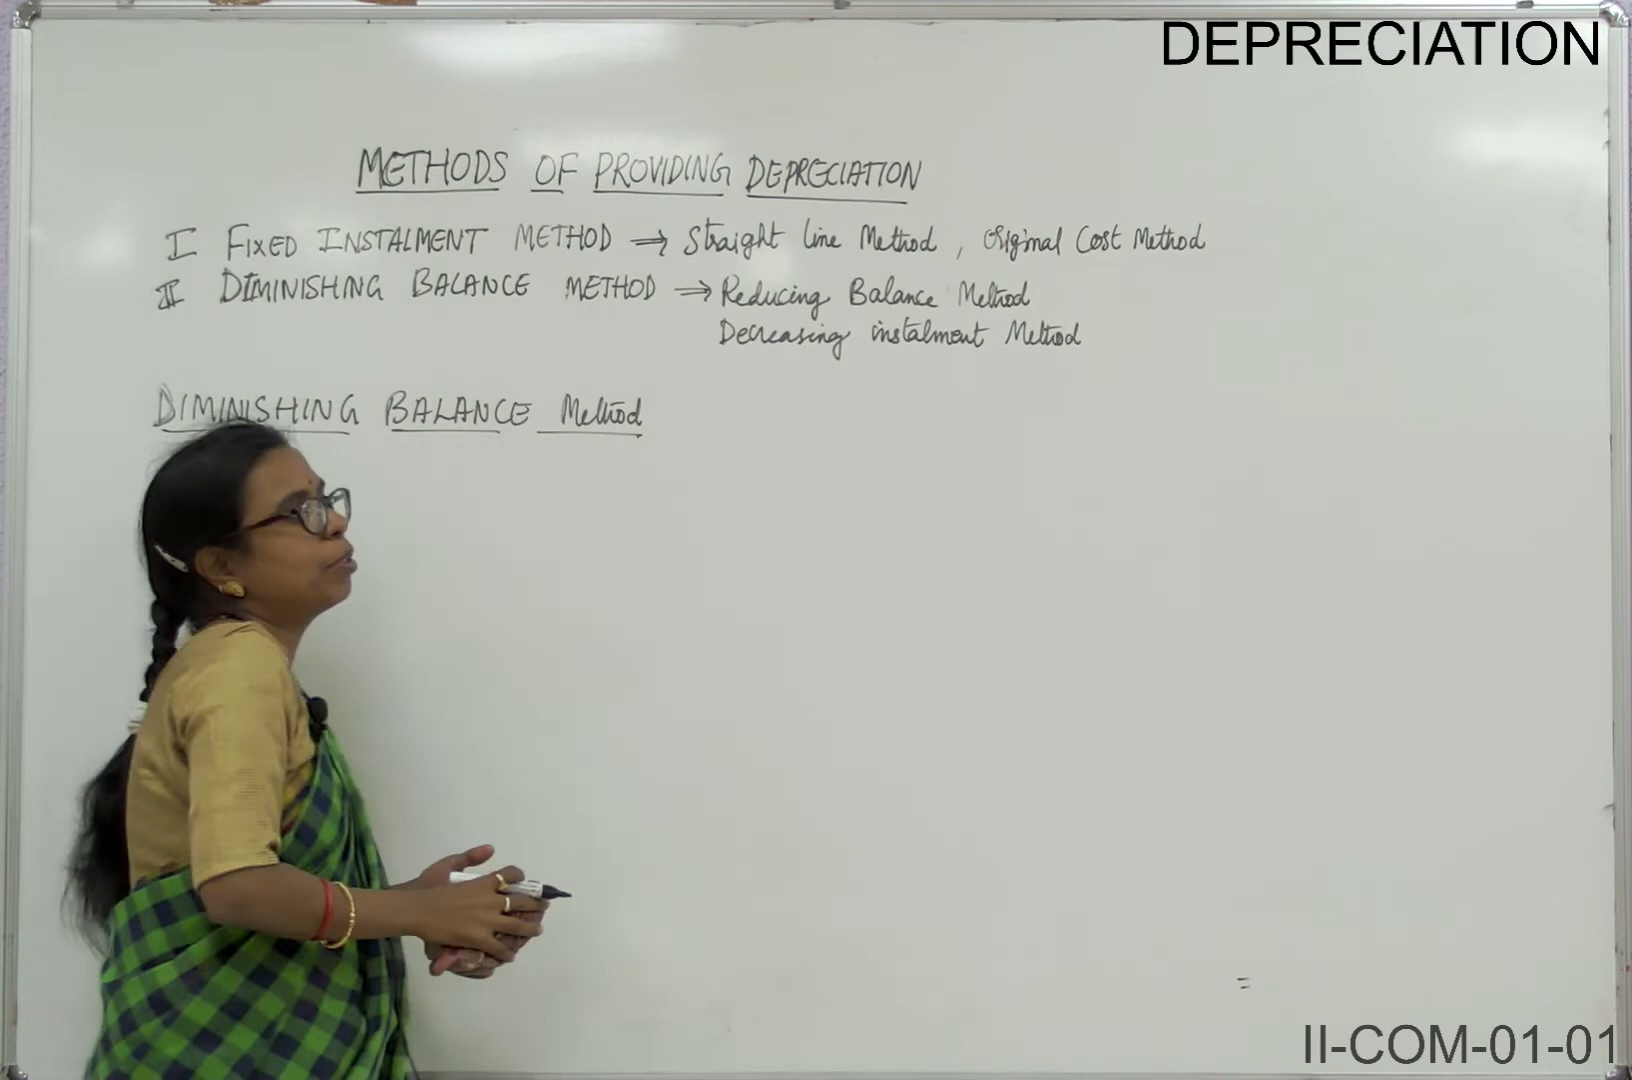 DEPRECIATION
METHODS OF PROVIDING DEPRECIATION
I FIXED INSTALMENT METHOD ⇒ Straight line Method, Original Cost Method
II DIMINISHING BALANCE METHOD ⇒ Reducing Balance Method
Decreasing instalment Method
DIMINISHING BALANCE Method
=
II-COM-01-01